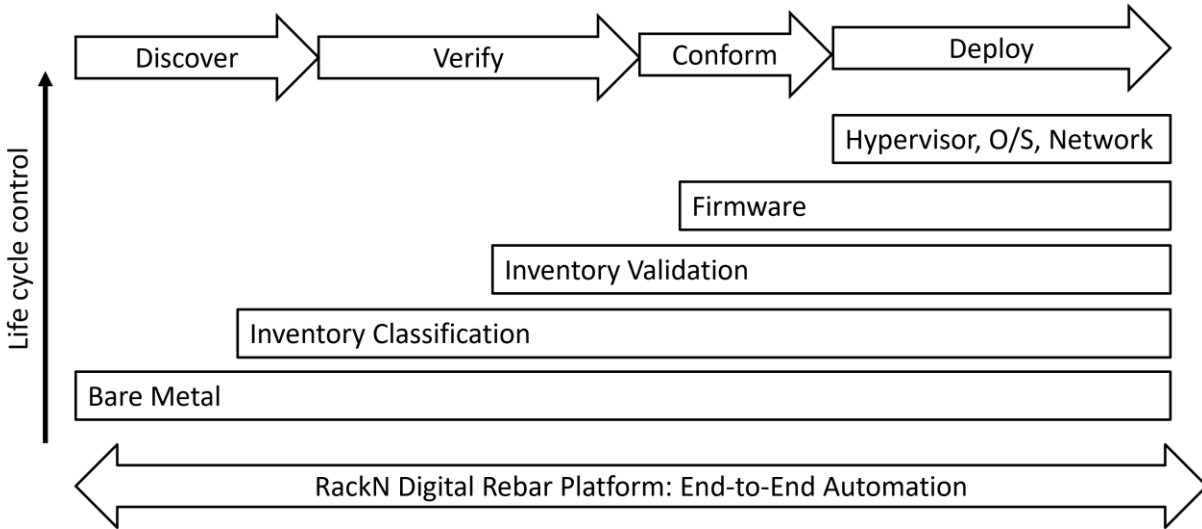 Discover
Verify
Conform
Deploy
Hypervisor, O/S, Network
Firmware
Inventory Validation
Inventory Classification
Bare Metal
Life cycle control
RackN Digital Rebar Platform: End-to-End Automation